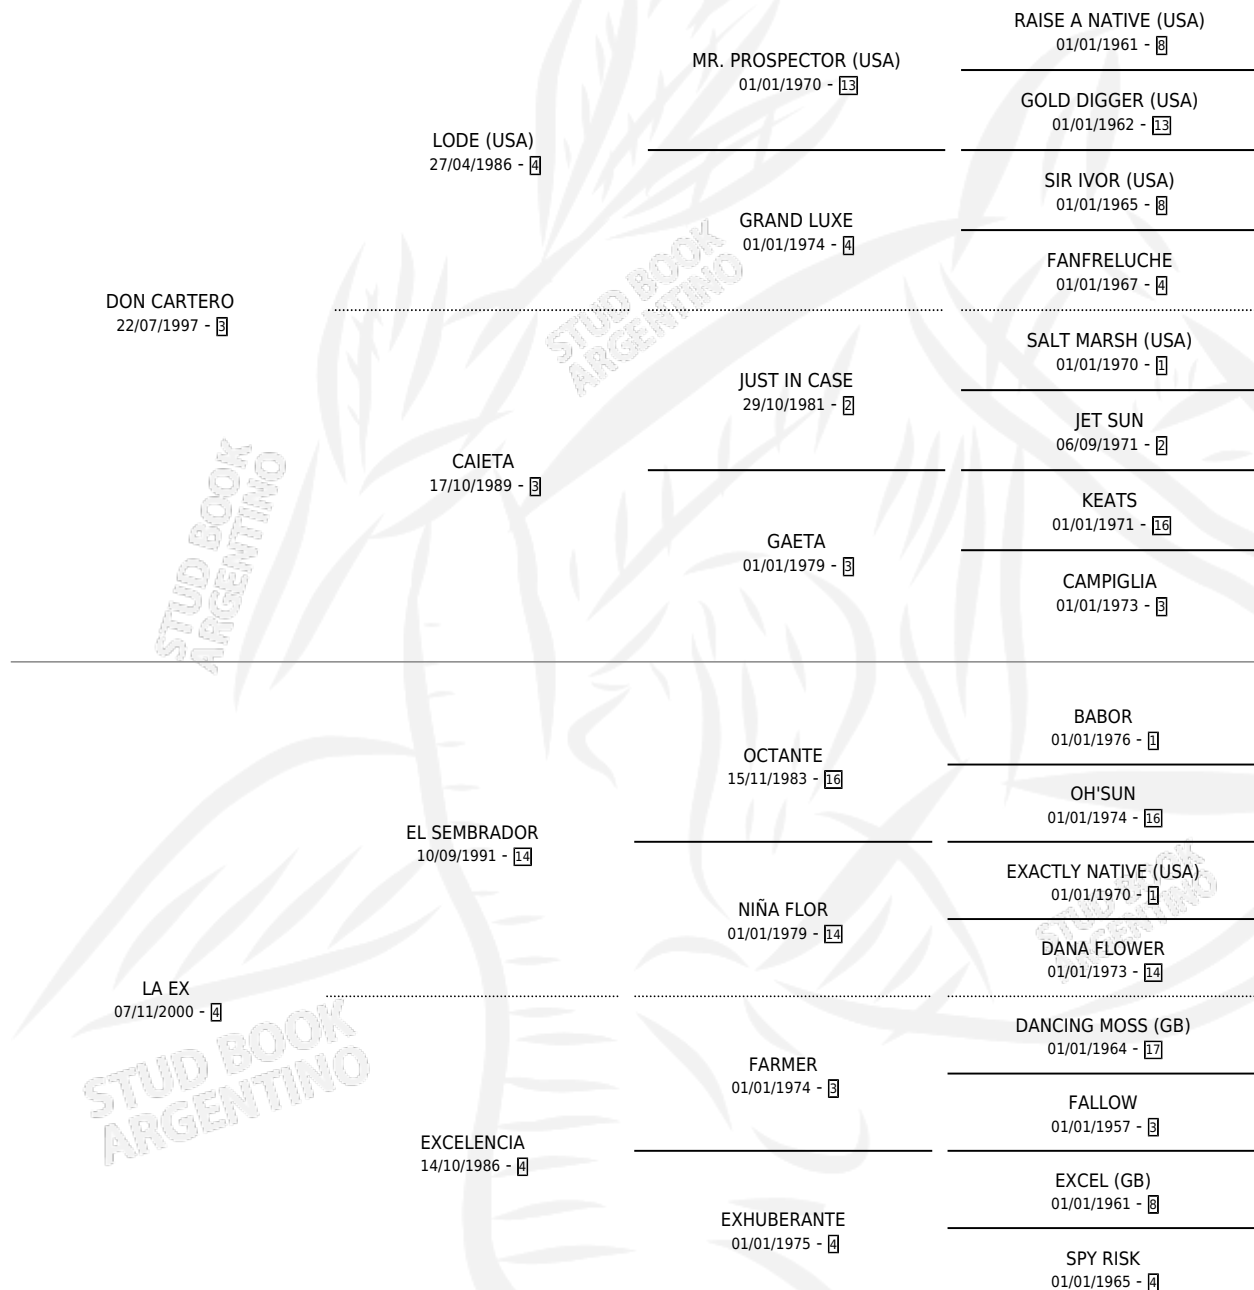 RAISE A NATIVE (USA)
01/01/1961 - 8
MR. PROSPECTOR (USA)
01/01/1970 - 13
GOLD DIGGER (USA)
01/01/1962 - 13
LODE (USA)
27/04/1986 - 4
SIR IVOR (USA)
01/01/1965 - 8
GRAND LUXE
01/01/1974 - 4
FANFRELUCHE
01/01/1967 - 4
DON CARTERO
22/07/1997 - 3
SALT MARSH (USA)
01/01/1970 - 1
JUST IN CASE
29/10/1981 - 2
JET SUN
06/09/1971 - 2
CAIETA
17/10/1989 - 3
KEATS
01/01/1971 - 16
GAETA
01/01/1979 - 3
CAMPIGLIA
01/01/1973 - 3
BABOR
01/01/1976 - 1
OCTANTE
15/11/1983 - 16
OH'SUN
01/01/1974 - 16
EL SEMBRADOR
10/09/1991 - 14
EXACTLY NATIVE (USA)
01/01/1970 - 1
NIÑA FLOR
01/01/1979 - 14
DANA FLOWER
01/01/1973 - 14
LA EX
07/11/2000 - 4
DANCING MOSS (GB)
01/01/1964 - 17
FARMER
01/01/1974 - 3
FALLOW
01/01/1957 - 3
EXCELENCIA
14/10/1986 - 4
EXCEL (GB)
01/01/1961 - 8
EXHUBERANTE
01/01/1975 - 4
SPY RISK
01/01/1965 - 4
STUD BOOK
ARGENTINO
STUD BOOK
ARGENTINO
STUD BOOK
ARGENTINO
STUD BOOK
ARGENTINO